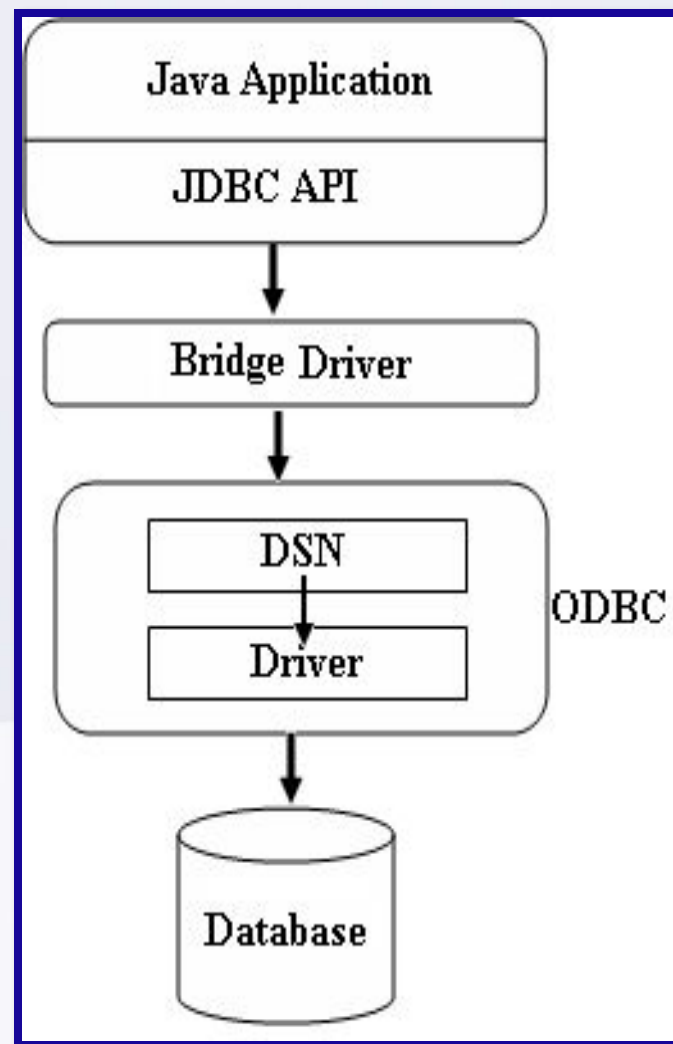 Java Application
JDBC API
Bridge Driver
DSN
ODBC
Driver
Database